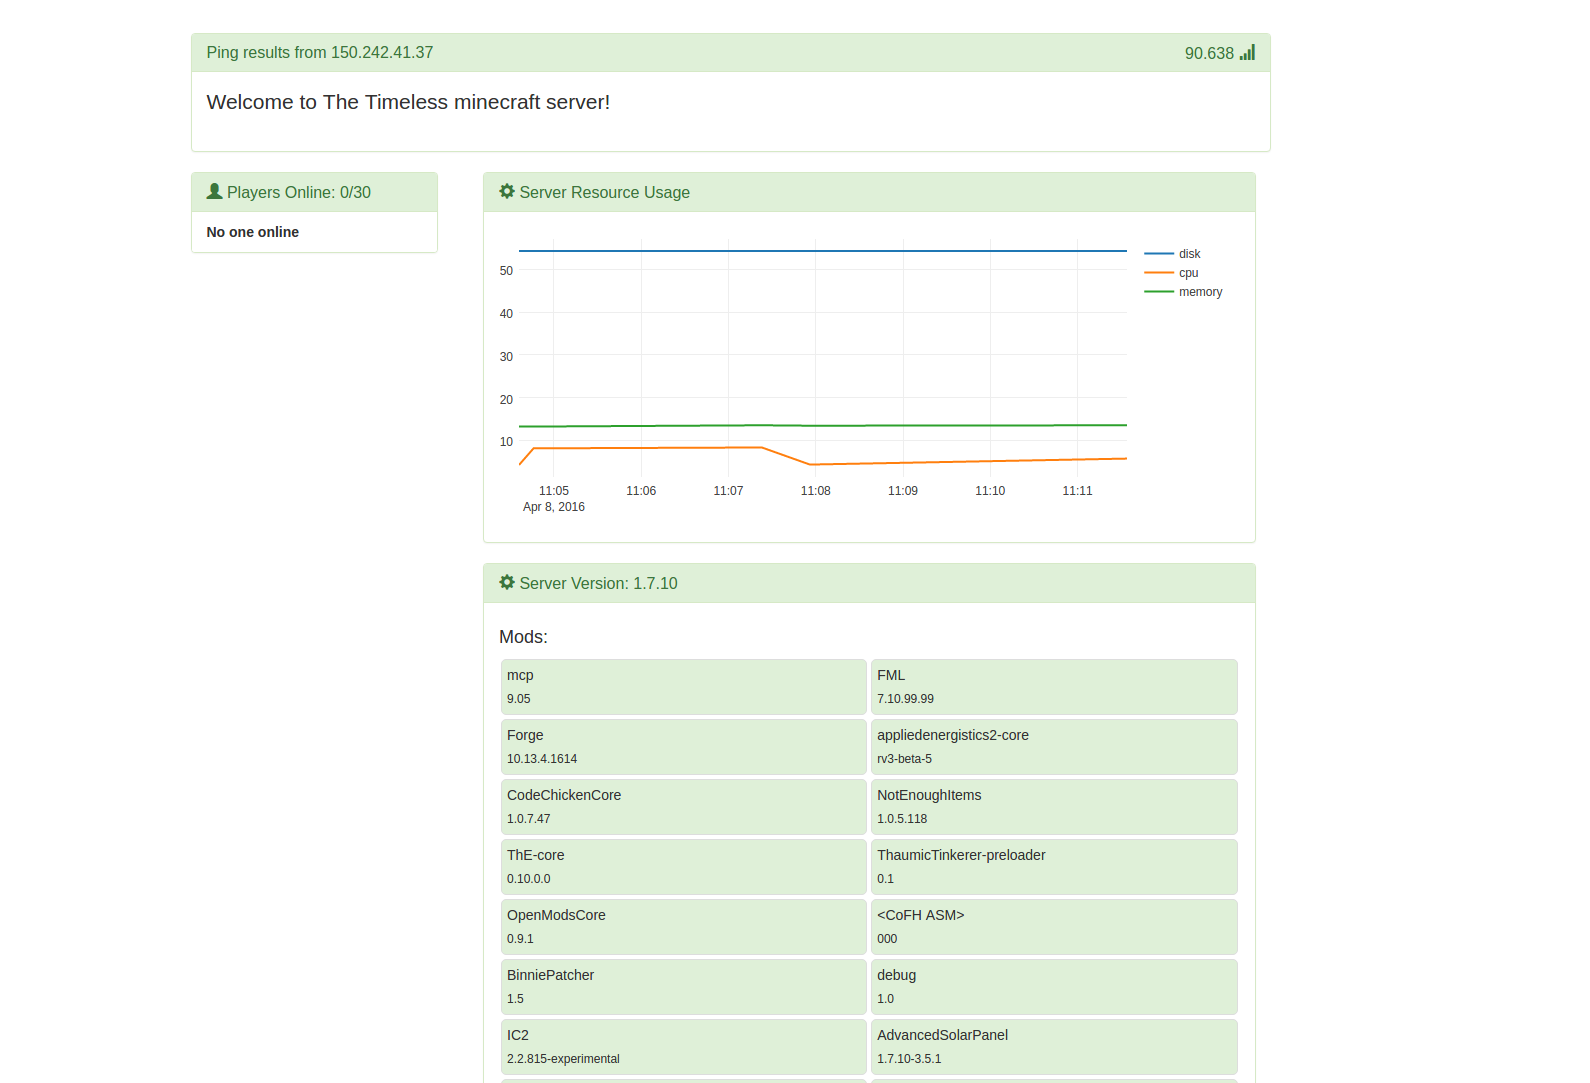 Ping results from 150.242.41.37
90.638
Welcome to The Timeless minecraft server!
Players Online: 0/30
No one online
Server Resource Usage
50
40
30
20
10
11:05
11:06
11:07
11:08
11:09
11:10
11:11
Apr 8, 2016
disk
cpu
memory
Server Version: 1.7.10
Mods:
mcp
9.05
FML
7.10.99.99
Forge
10.13.4.1614
appliedenergistics2-core
rv3-beta-5
CodeChickenCore
1.0.7.47
NotEnoughItems
1.0.5.118
ThE-core
0.10.0.0
ThaumicTinkerer-preloader
0.1
OpenModsCore
0.9.1
<CoFH ASM>
000
BinniePatcher
1.5
debug
1.0
IC2
2.2.815-experimental
AdvancedSolarPanel
1.7.10-3.5.1